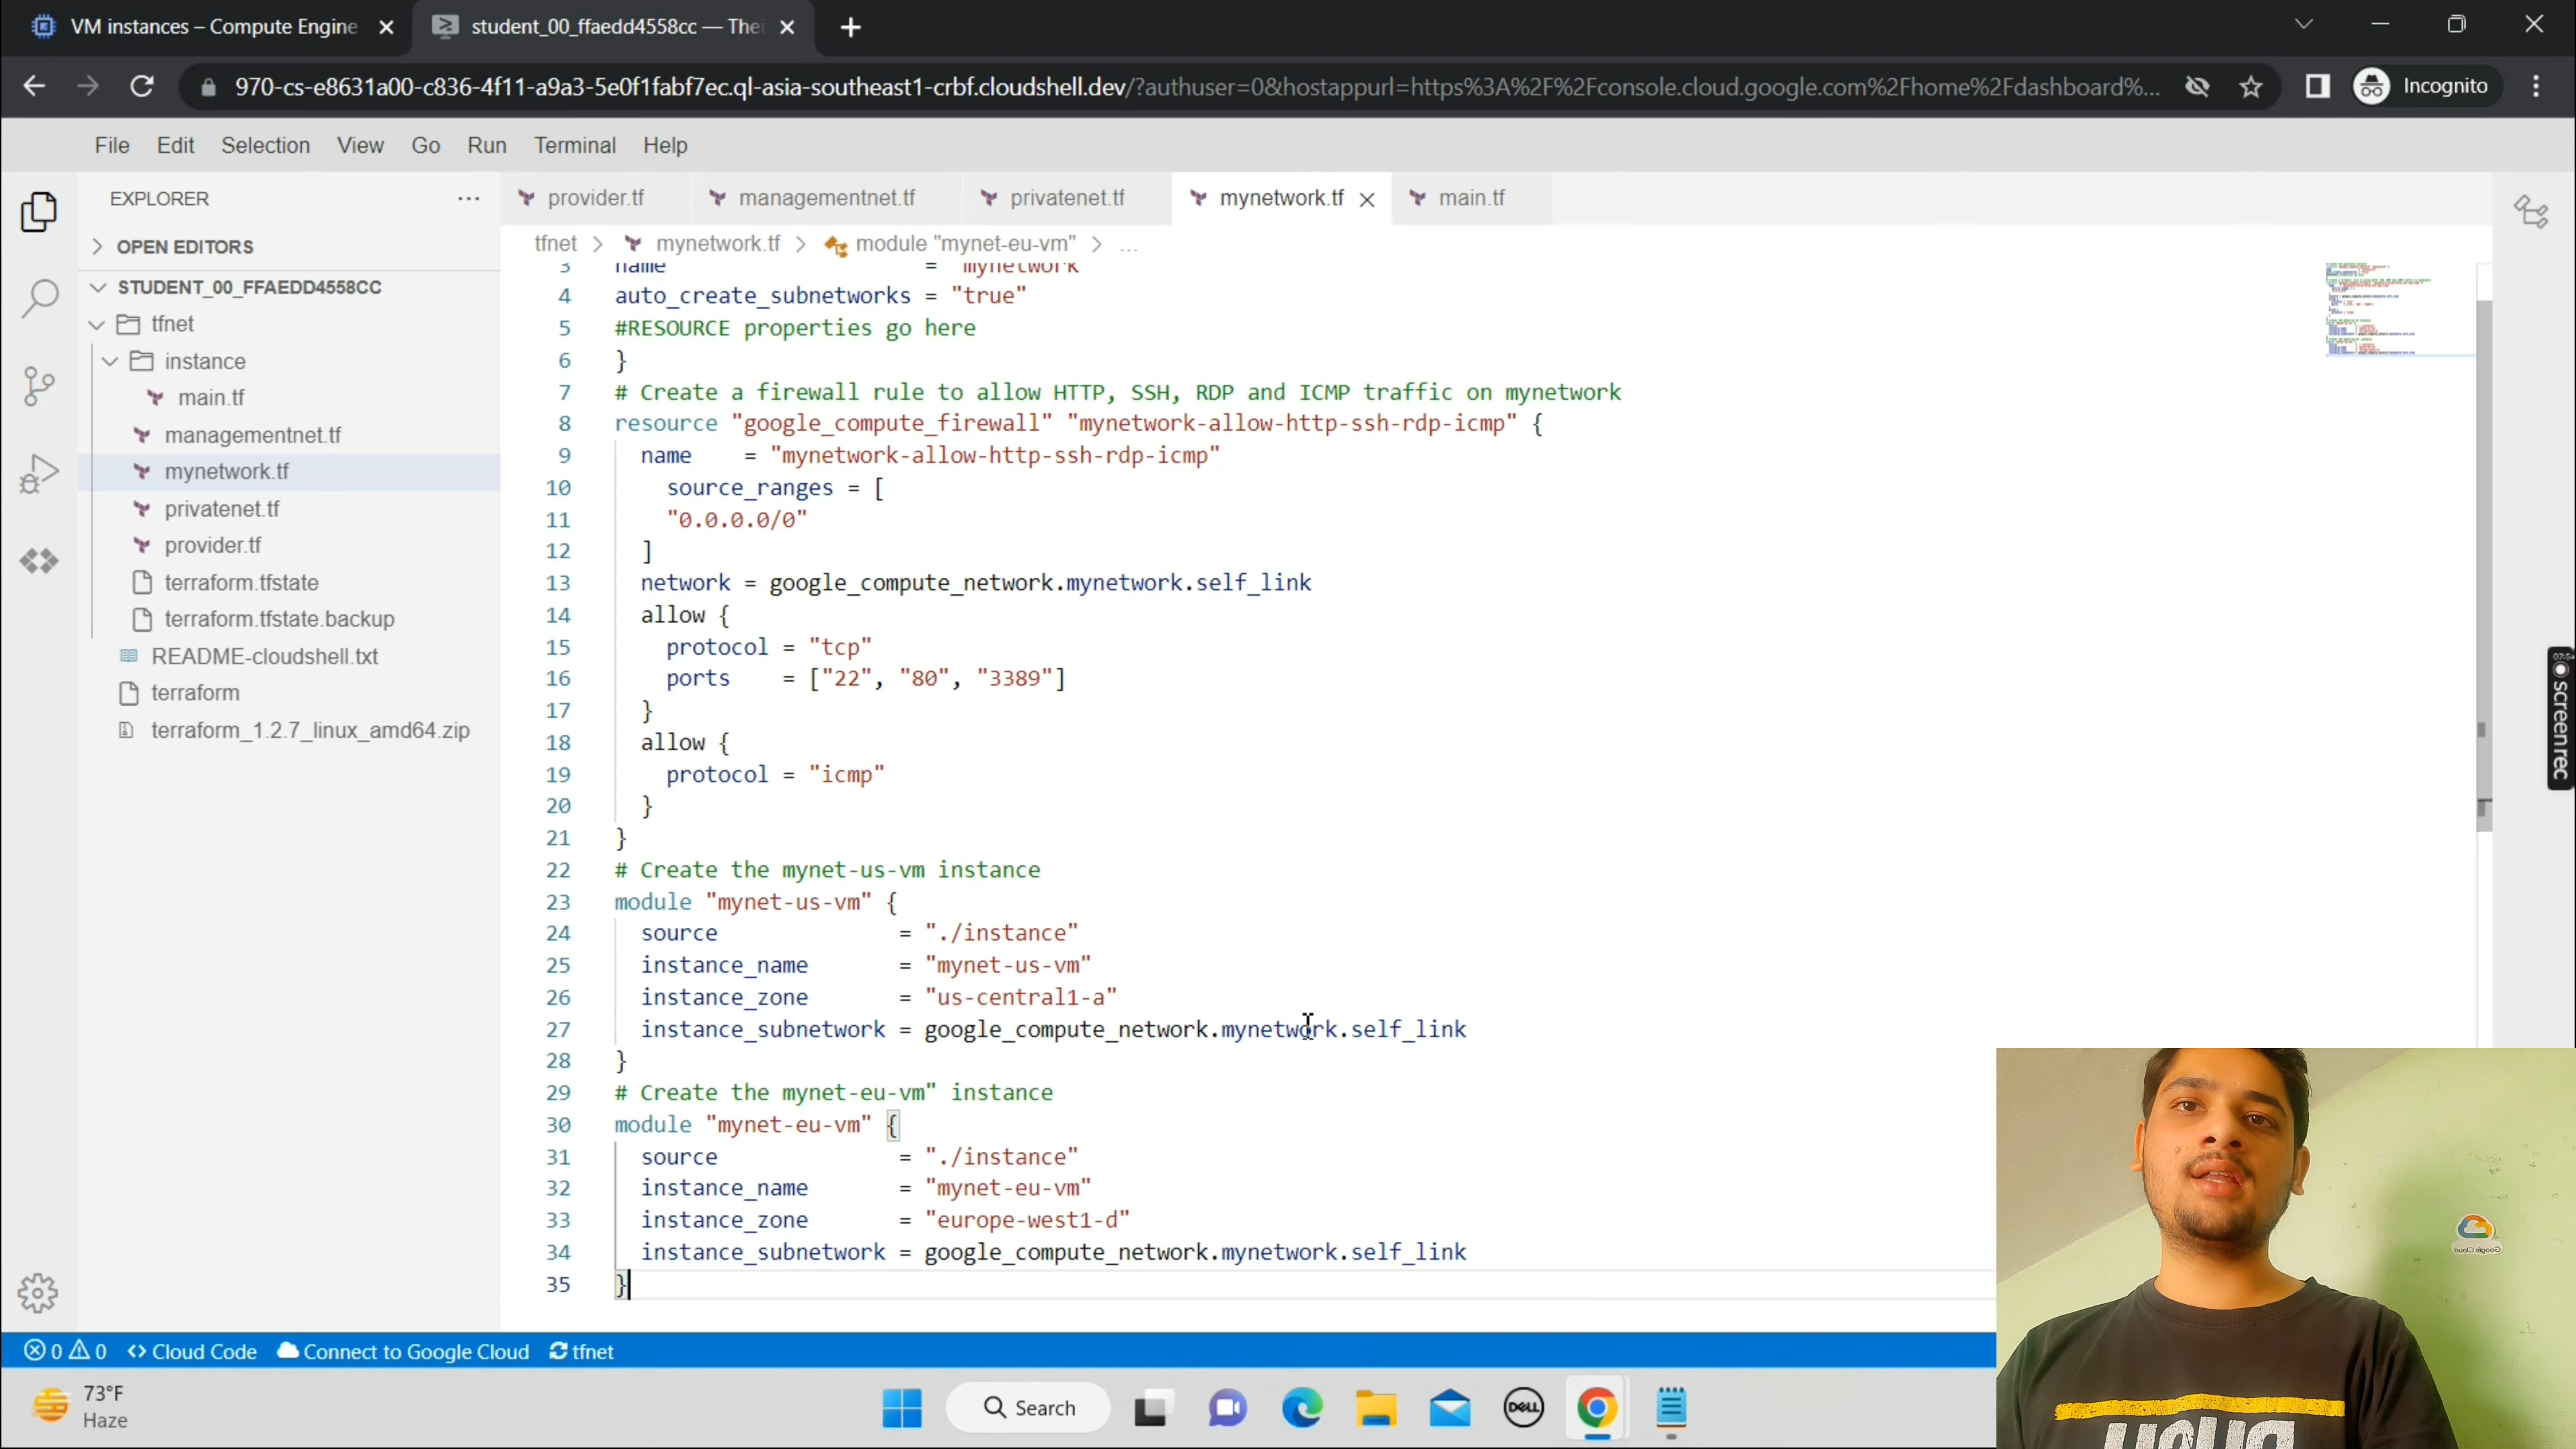 VM instances – Compute Engine
student_00_ffaedd4558cc — Thei
970-cs-e8631a00-c836-4f11-a9a3-5e0f1fabf7ec.ql-asia-southeast1-crbf.cloudshell.dev/?authuser=0&hostappurl=https%3A%2F%2Fconsole.cloud.google.com%2Fhome%2Fdashboard%...
Incognito
File Edit Selection View Go Run Terminal Help
EXPLORER
OPEN EDITORS
STUDENT_00_FFAEDD4558CC
tfnet
instance
main.tf
managementnet.tf
mynetwork.tf
privatenet.tf
provider.tf
terraform.tfstate
terraform.tfstate.backup
README-cloudshell.txt
terraform
terraform_1.2.7_linux_amd64.zip
provider.tf managementnet.tf privatenet.tf mynetwork.tf main.tf
tfnet > mynetwork.tf > module "mynet-eu-vm" > ...
3 name = "mynetwork"
4 auto_create_subnetworks = "true"
5 #RESOURCE properties go here
6 }
7 # Create a firewall rule to allow HTTP, SSH, RDP and ICMP traffic on mynetwork
8 resource "google_compute_firewall" "mynetwork-allow-http-ssh-rdp-icmp" {
9 name = "mynetwork-allow-http-ssh-rdp-icmp"
10 source_ranges = [
11 "0.0.0.0/0"
12 ]
13 network = google_compute_network.mynetwork.self_link
14 allow {
15 protocol = "tcp"
16 ports = ["22", "80", "3389"]
17 }
18 allow {
19 protocol = "icmp"
20 }
21 }
22 # Create the mynet-us-vm instance
23 module "mynet-us-vm" {
24 source = "./instance"
25 instance_name = "mynet-us-vm"
26 instance_zone = "us-central1-a"
27 instance_subnetwork = google_compute_network.mynetwork.self_link
28 }
29 # Create the mynet-eu-vm" instance
30 module "mynet-eu-vm" {
31 source = "./instance"
32 instance_name = "mynet-eu-vm"
33 instance_zone = "europe-west1-d"
34 instance_subnetwork = google_compute_network.mynetwork.self_link
35 }
07:54
screenrec
Google Cloud
0 0 Cloud Code Connect to Google Cloud tfnet
73°F
Haze
Search
DELL